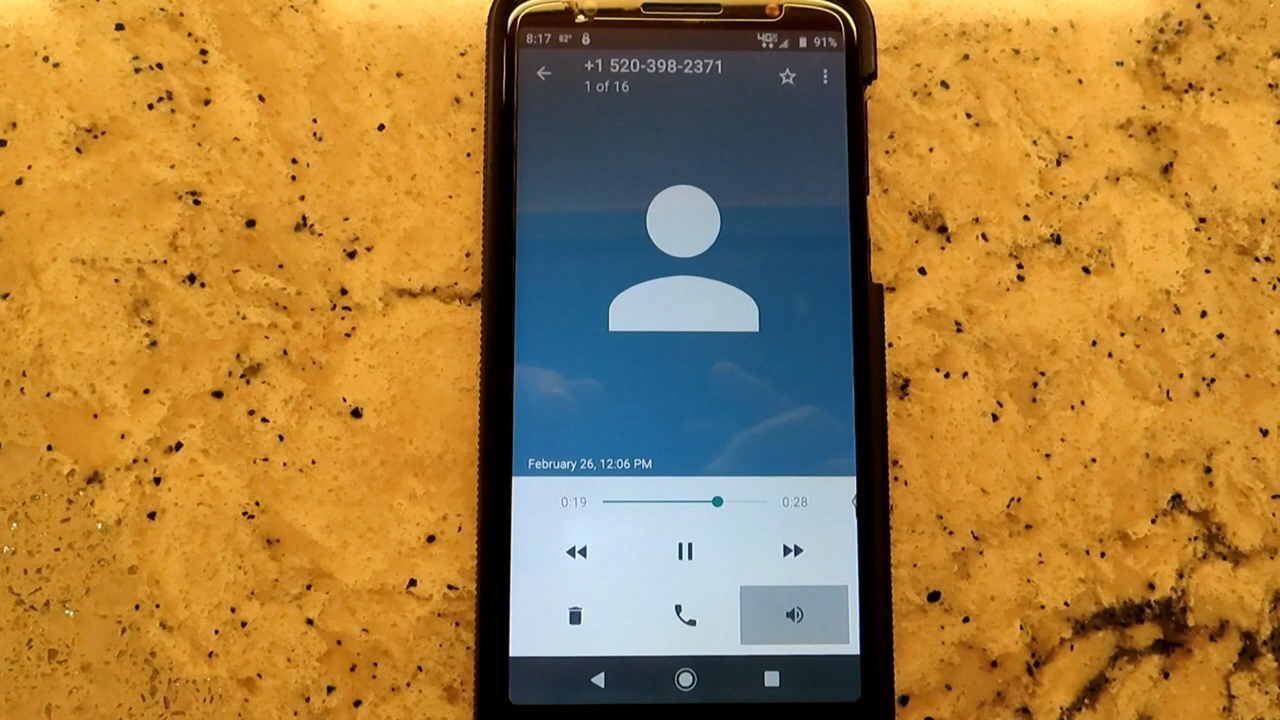 8:17 62° 4G 91%
+1 520-398-2371
1 of 16
February 26, 12:06 PM
0:19 0:28